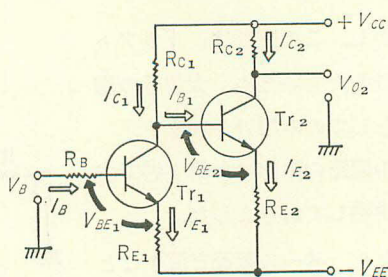 + VCC
RC2
IC2
RC1
IC1
IB1
VO2
Tr2
VBE2
IE2
RB
VB
IB
VBE1
Tr1
IE1
RE2
RE1
− VEE